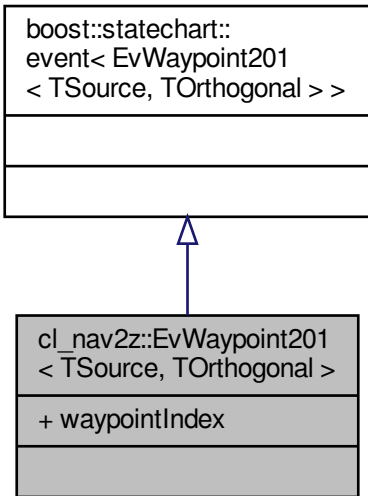 boost::statechart::
event< EvWaypoint201
< TSource, TOrthogonal > >
cl_nav2z::EvWaypoint201
< TSource, TOrthogonal >
+ waypointIndex